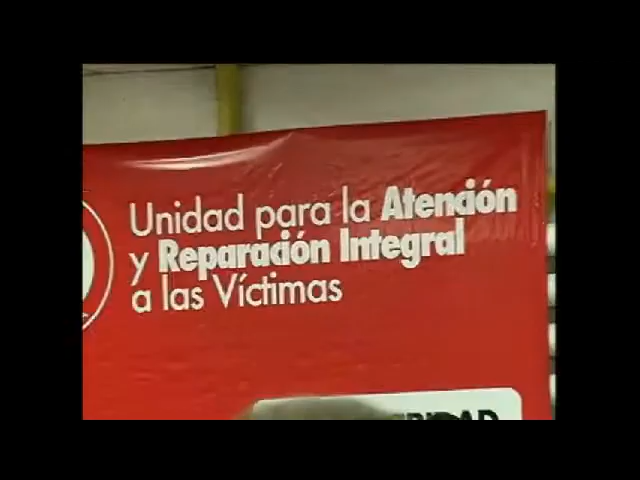 Unidad para la Atención
y Reparación Integral
a las Víctimas